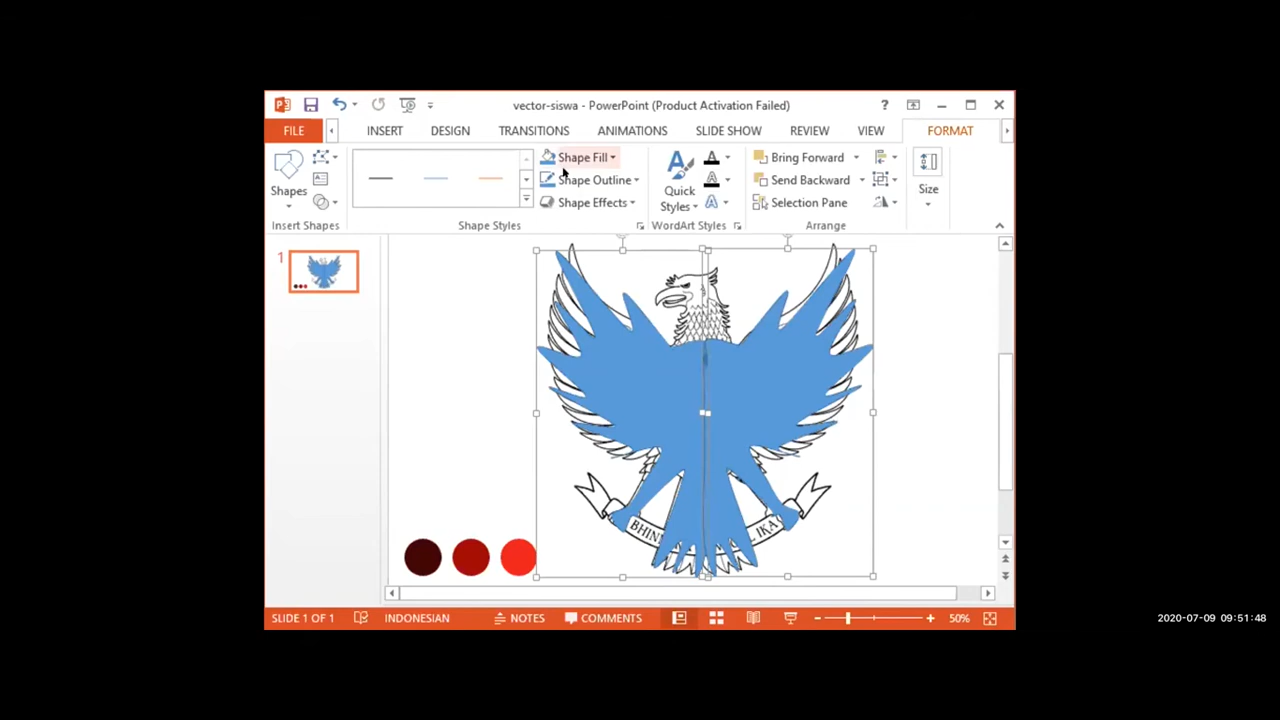 vector-siswa - PowerPoint (Product Activation Failed)
FILE INSERT DESIGN TRANSITIONS ANIMATIONS SLIDE SHOW REVIEW VIEW FORMAT
Shapes
Shape Fill
Shape Outline
Shape Effects
Quick
Styles
Bring Forward
Send Backward
Selection Pane
Size
Insert Shapes Shape Styles WordArt Styles Arrange
1
BHIN IKA
SLIDE 1 OF 1 INDONESIAN NOTES COMMENTS 50%
2020-07-09 09:51:48